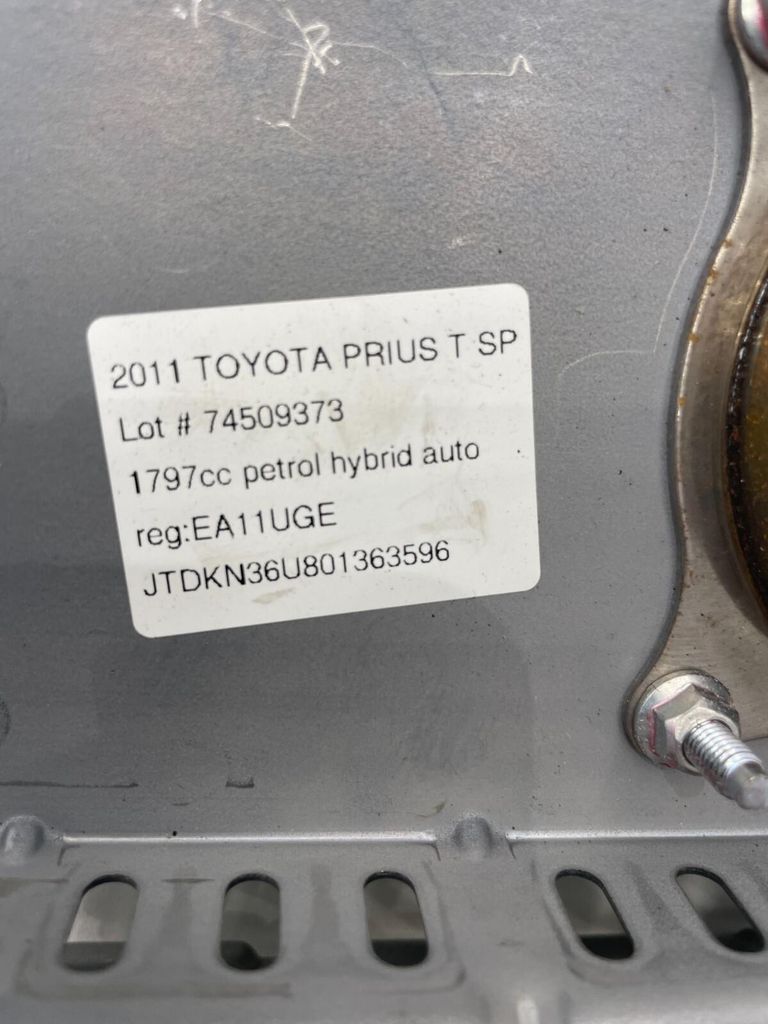 2011 TOYOTA PRIUS T SP
Lot # 74509373
1797cc petrol hybrid auto
reg:EA11UGE
JTDKN36U801363596